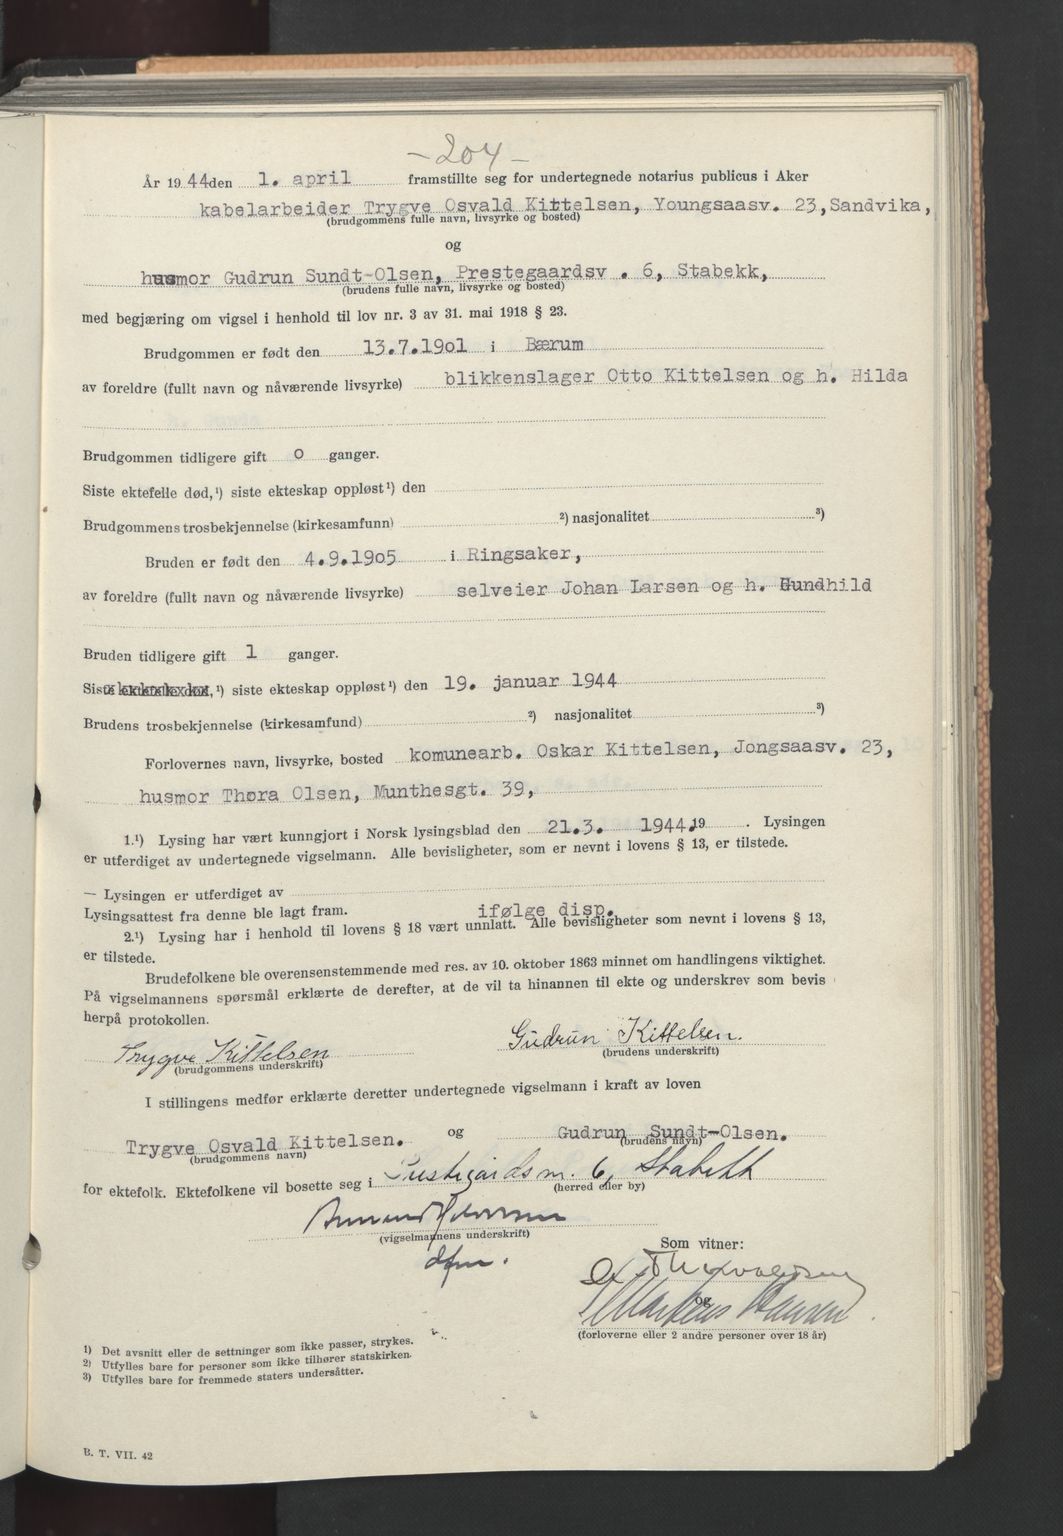 - 204 -
År 1944 den 1. april framstillte seg for undertegnede notarius publicus i Aker
kabelarbeider Trygve Osvald Kittelsen, Youngsaasv. 23, Sandvika,
(brudgommens fulle navn, livsyrke og bosted)
og
husmor Gudrun Sundt-Olsen, Prestegaardsv . 6, Stabekk,
(brudens fulle navn, livsyrke og bosted)
med begjæring om vigsel i henhold til lov nr. 3 av 31. mai 1918 § 23.
Brudgommen er født den 13.7.19o1 i Bærum
av foreldre (fullt navn og nåværende livsyrke) blikkenslager Otto Kittelsen og h. Hilda
Brudgommen tidligere gift o ganger.
Siste ektefelle død,¹) siste ekteskap oppløst¹) den
Brudgommens trosbekjennelse (kirkesamfunn) ²) nasjonalitet ³)
Bruden er født den 4.9.19o5 i Ringsaker,
av foreldre (fullt navn og nåværende livsyrke) selveier Johan Larsen og h. Gundhild
Bruden tidligere gift 1 ganger.
Siste ektefelle død,¹) siste ekteskap oppløst¹) den 19. januar 1944
Brudens trosbekjennelse (kirkesamfund) ²) nasjonalitet ³)
Forlovernes navn, livsyrke, bosted komunearb. Oskar Kittelsen, Jongsaasv. 23,
husmor Thora Olsen, Munthesgt. 39,
1.¹) Lysing har vært kunngjort i Norsk lysingsblad den 21.3. 1944. 19 . Lysingen
er utferdiget av undertegnede vigselmann. Alle bevisligheter, som er nevnt i lovens § 13, er tilstede.
— Lysingen er utferdiget av
Lysingsattest fra denne ble lagt fram. ifølge disp.
2.¹) Lysing har i henhold til lovens § 18 vært unnlatt. Alle bevisligheter som nevnt i lovens § 13,
er tilstede.
Brudefolkene ble overensenstemmende med res. av 10. oktober 1863 minnet om handlingens viktighet.
På vigselmannens spørsmål erklærte de derefter, at de vil ta hinannen til ekte og underskrev som bevis
herpå protokollen.
Trygve Kittelsen Gudrun Kittelsen.
(brudgommens underskrift) (brudens underskrift)
I stillingens medfør erklærte deretter undertegnede vigselmann i kraft av loven
Trygve Osvald Kittelsen. og Gudrun Sundt-Olsen.
(brudgommens navn) (brudens navn)
for ektefolk. Ektefolkene vil bosette seg i 6, Stabekk
(herred eller by)
(vigselmannens underskrift)
Som vitner:
og
Markus Hansen
(forloverne eller 2 andre personer over 18 år)
1) Det avsnitt eller de settninger som ikke passer, strykes.
2) Utfylles bare for personer som ikke tilhører statskirken.
3) Utfylles bare for fremmede staters undersåtter.
B. T. VII. 42